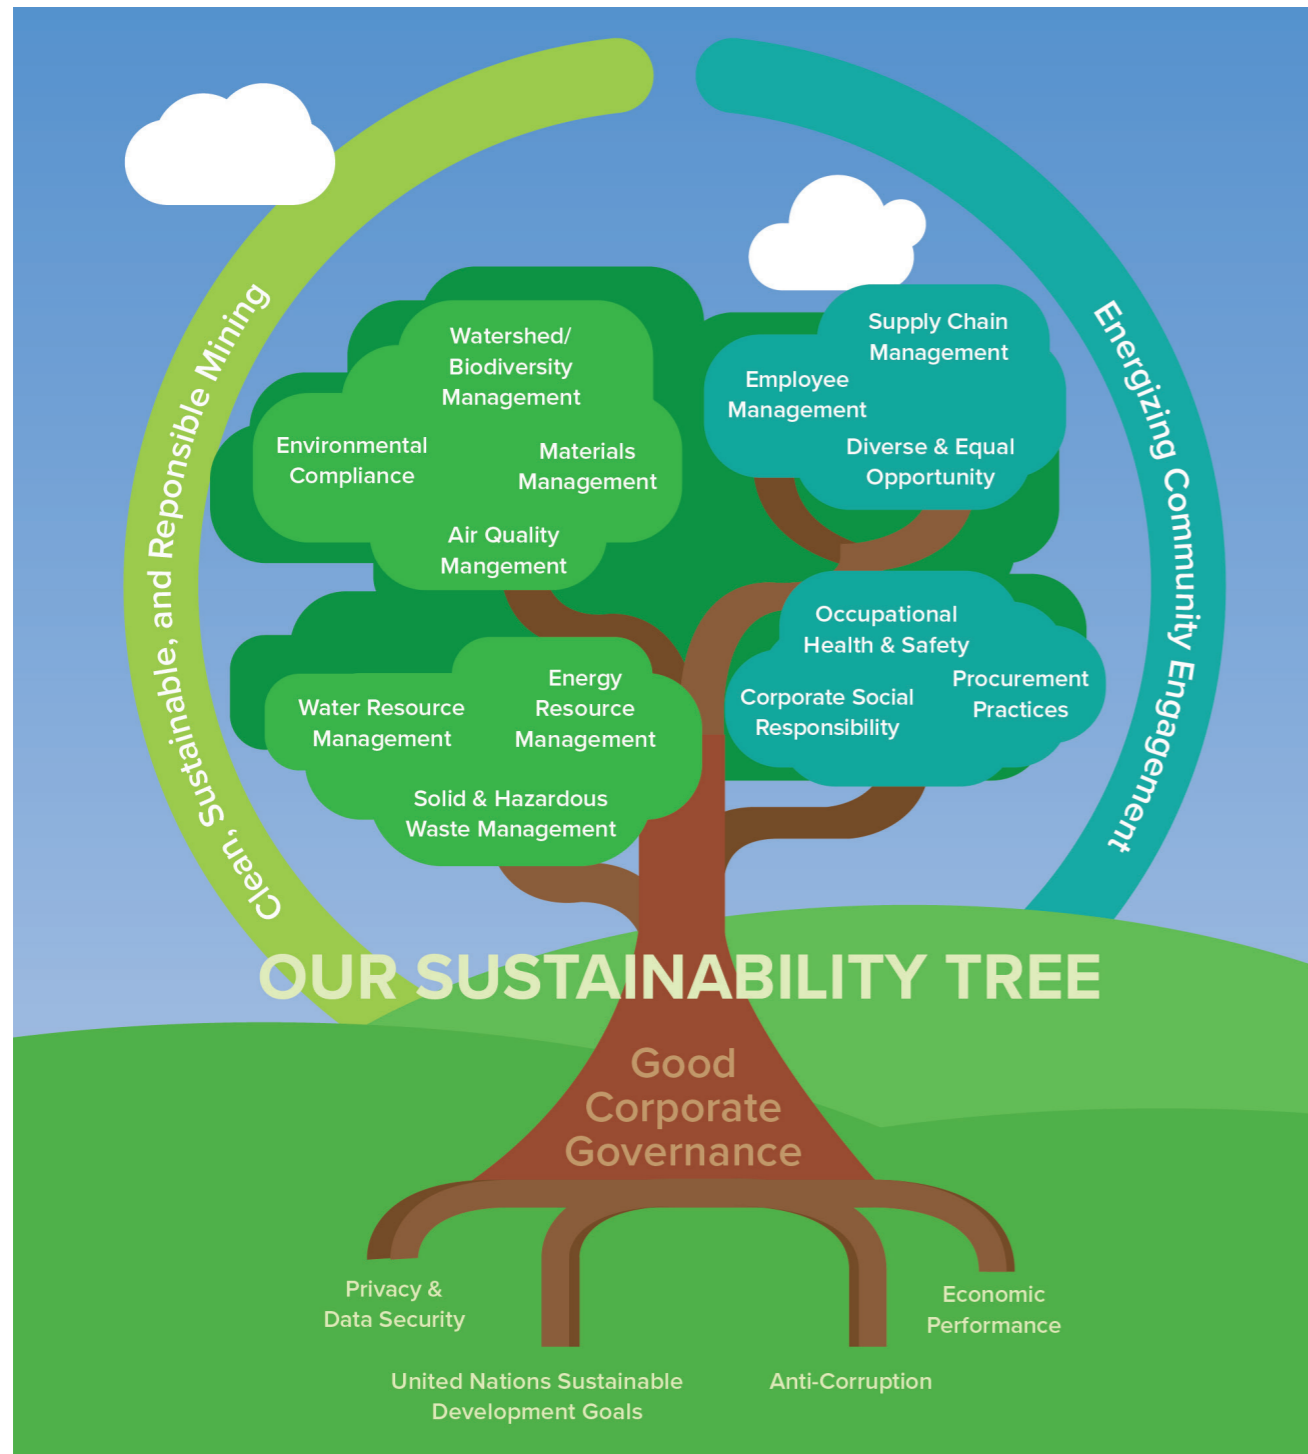 Clean, Sustainable, and Reponsible Mining
Energizing Community Engagement
Watershed/
Biodiversity
Management
Environmental
Compliance
Materials
Management
Air Quality
Mangement
Supply Chain
Management
Employee
Management
Diverse & Equal
Opportunity
Water Resource
Management
Energy
Resource
Management
Solid & Hazardous
Waste Management
Occupational
Health & Safety
Corporate Social
Responsibility
Procurement
Practices
OUR SUSTAINABILITY TREE
Good
Corporate
Governance
Privacy &
Data Security
United Nations Sustainable
Development Goals
Anti-Corruption
Economic
Performance